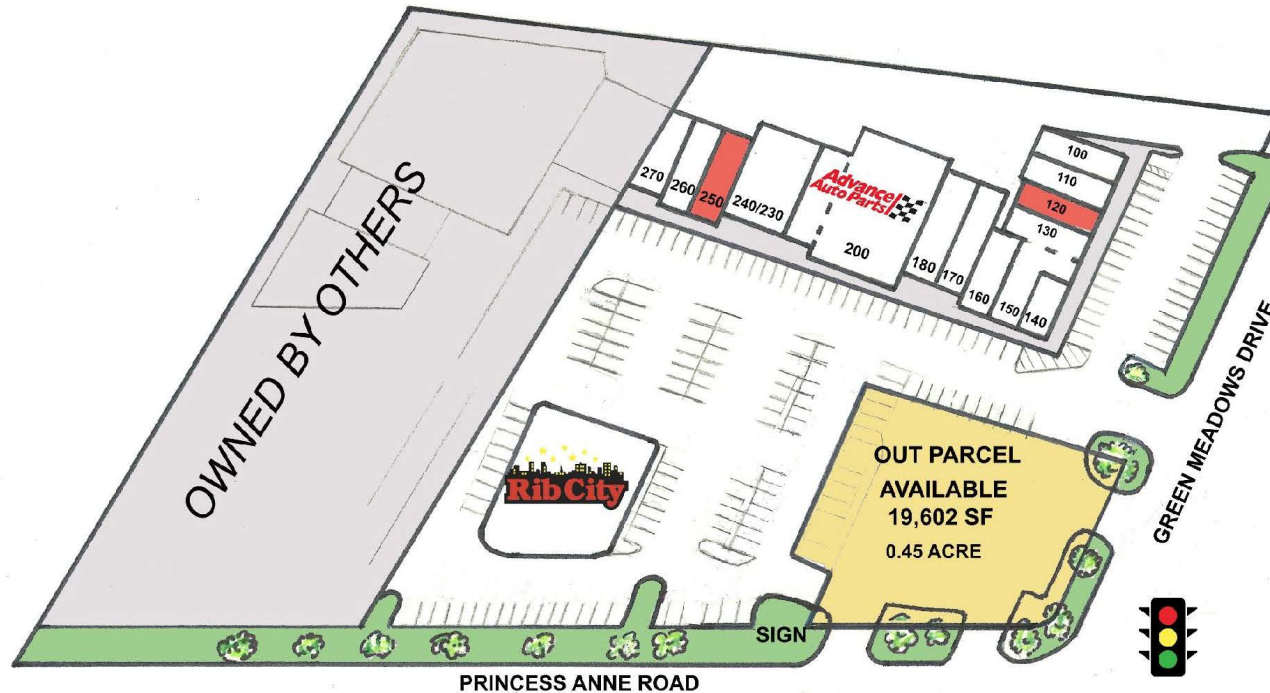 OWNED BY OTHERS
270
260
250
240/230
Advance
Auto Parts
200
180
170
160
150
140
100
110
120
130
Rib City
OUT PARCEL
AVAILABLE
19,602 SF
0.45 ACRE
GREEN MEADOWS DRIVE
SIGN
PRINCESS ANNE ROAD